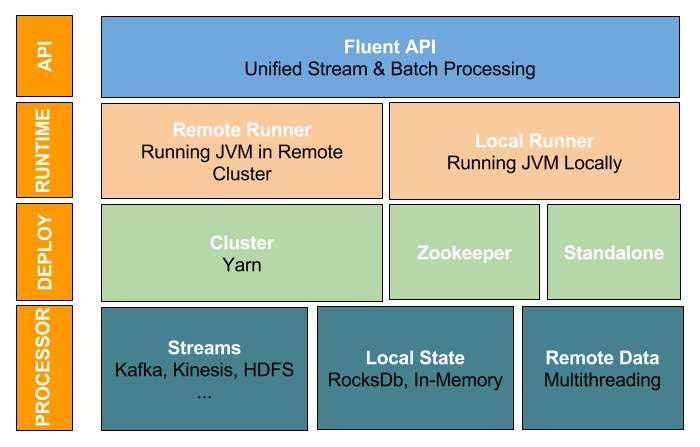 API
Fluent API
Unified Stream & Batch Processing
RUNTIME
Remote Runner
Running JVM in Remote
Cluster
Local Runner
Running JVM Locally
DEPLOY
Cluster
Yarn
Zookeeper
Standalone
PROCESSOR
Streams
Kafka, Kinesis, HDFS
...
Local State
RocksDb, In-Memory
Remote Data
Multithreading